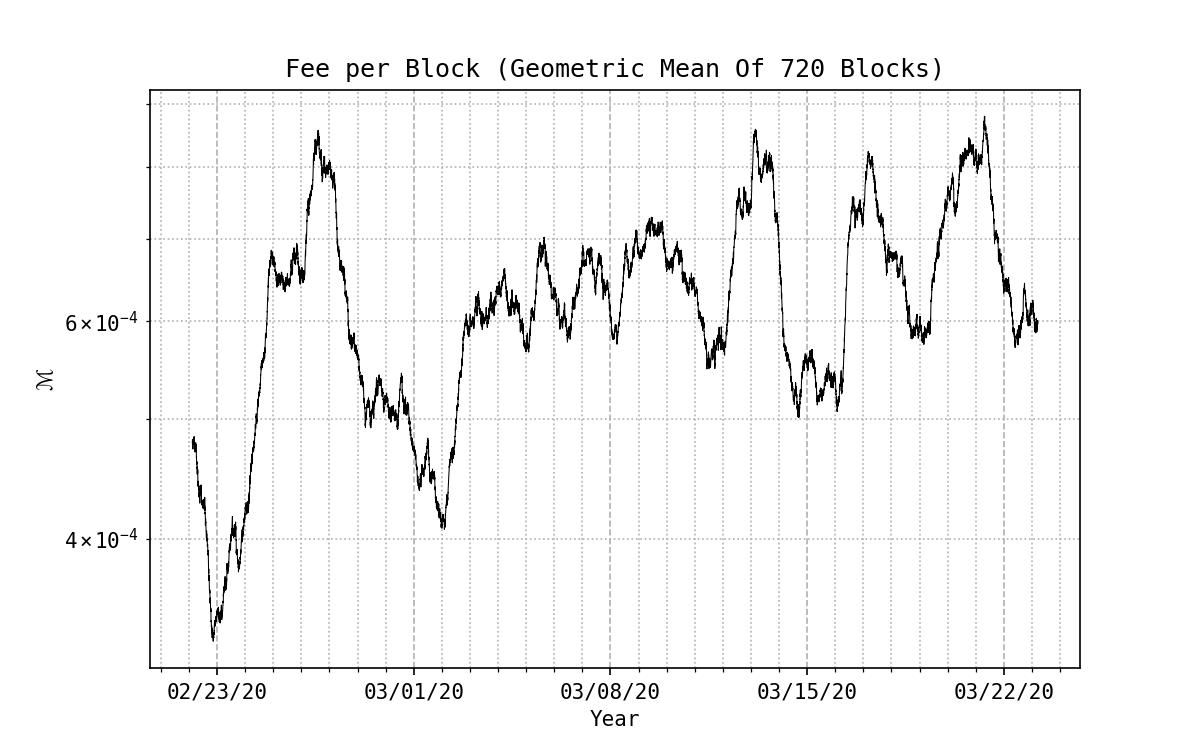 Fee per Block (Geometric Mean Of 720 Blocks)
ℳ
6×10⁻⁴
4×10⁻⁴
02/23/20 03/01/20 03/08/20 03/15/20 03/22/20
Year